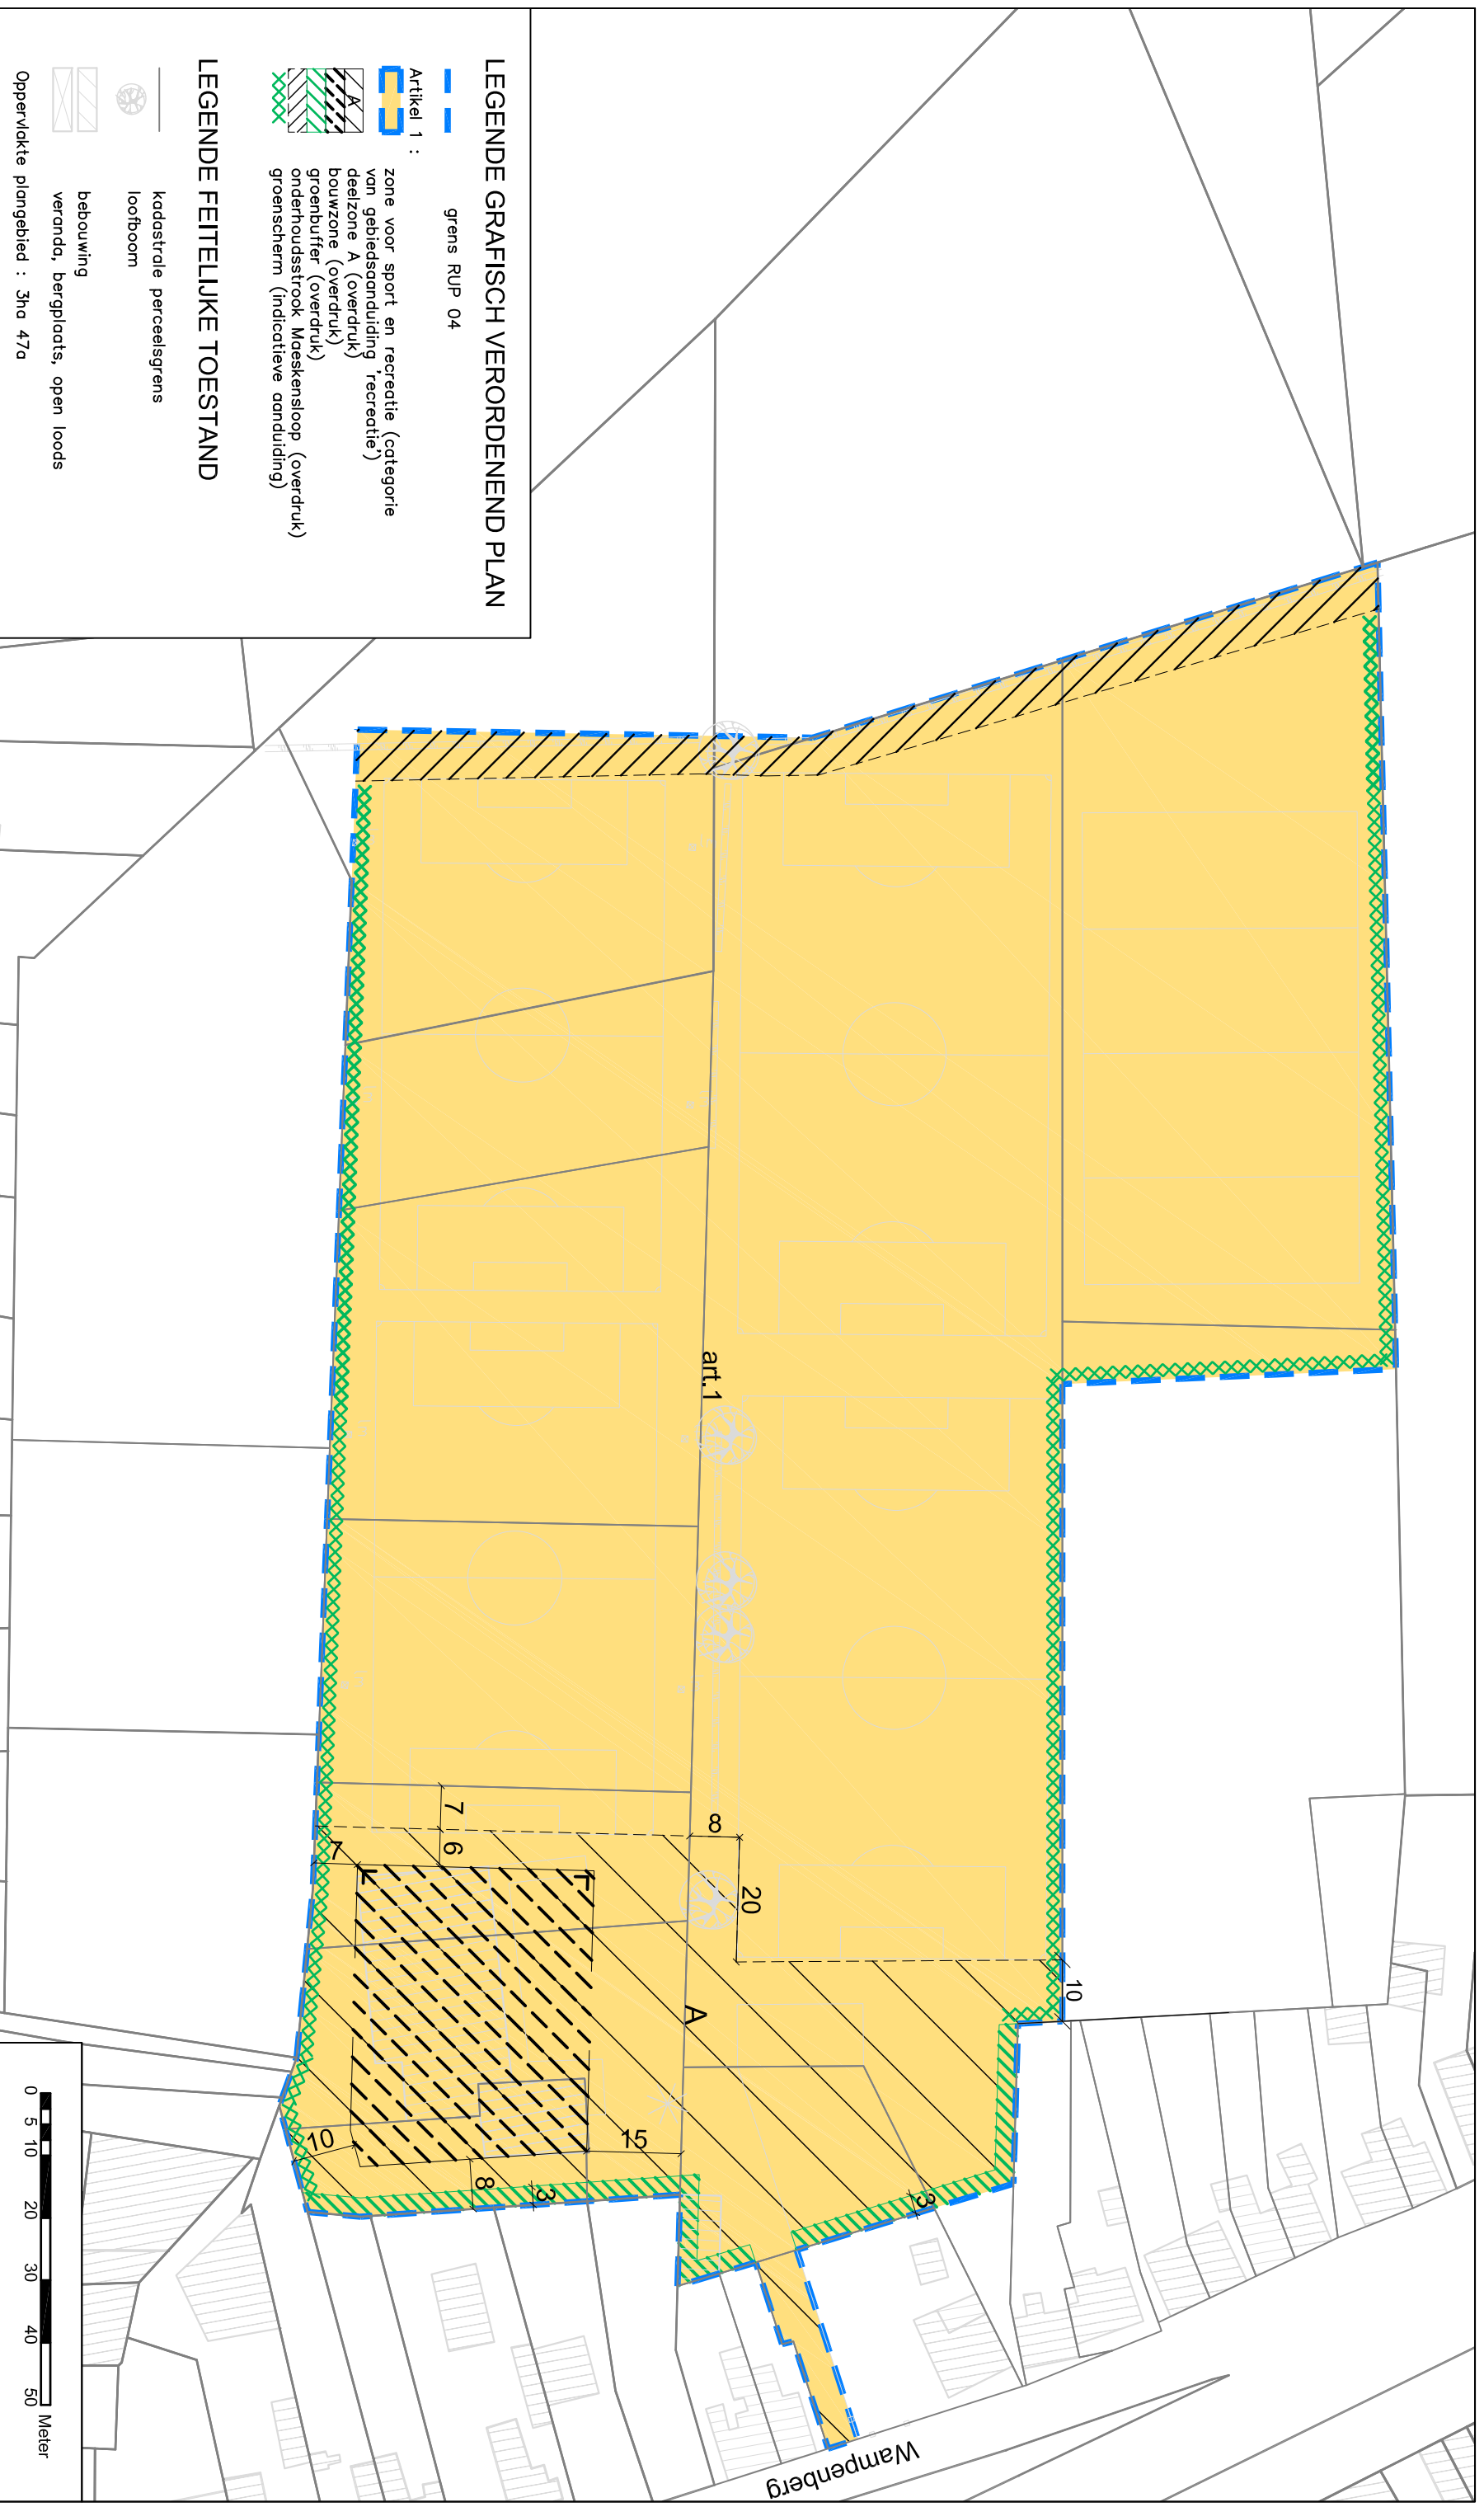 LEGENDE GRAFISCH VERORDENEND PLAN
grens RUP 04
Artikel 1 :
zone voor sport en recreatie (categorie
van gebiedsaanduiding 'recreatie')
A
deelzone A (overdruk)
bouwzone (overdruk)
groenbuffer (overdruk)
onderhoudsstrook Maeskensloop (overdruk)
groenscherm (indicatieve aanduiding)
LEGENDE FEITELIJKE TOESTAND
kadastrale perceelsgrens
loofboom
bebouwing
veranda, bergplaats, open loods
Oppervlakte plangebied : 3ha 47a
art.1
7
6
7
8
20
10
A
10
15
8
3
3
Wampenberg
0 5 10 20 30 40 50 Meter